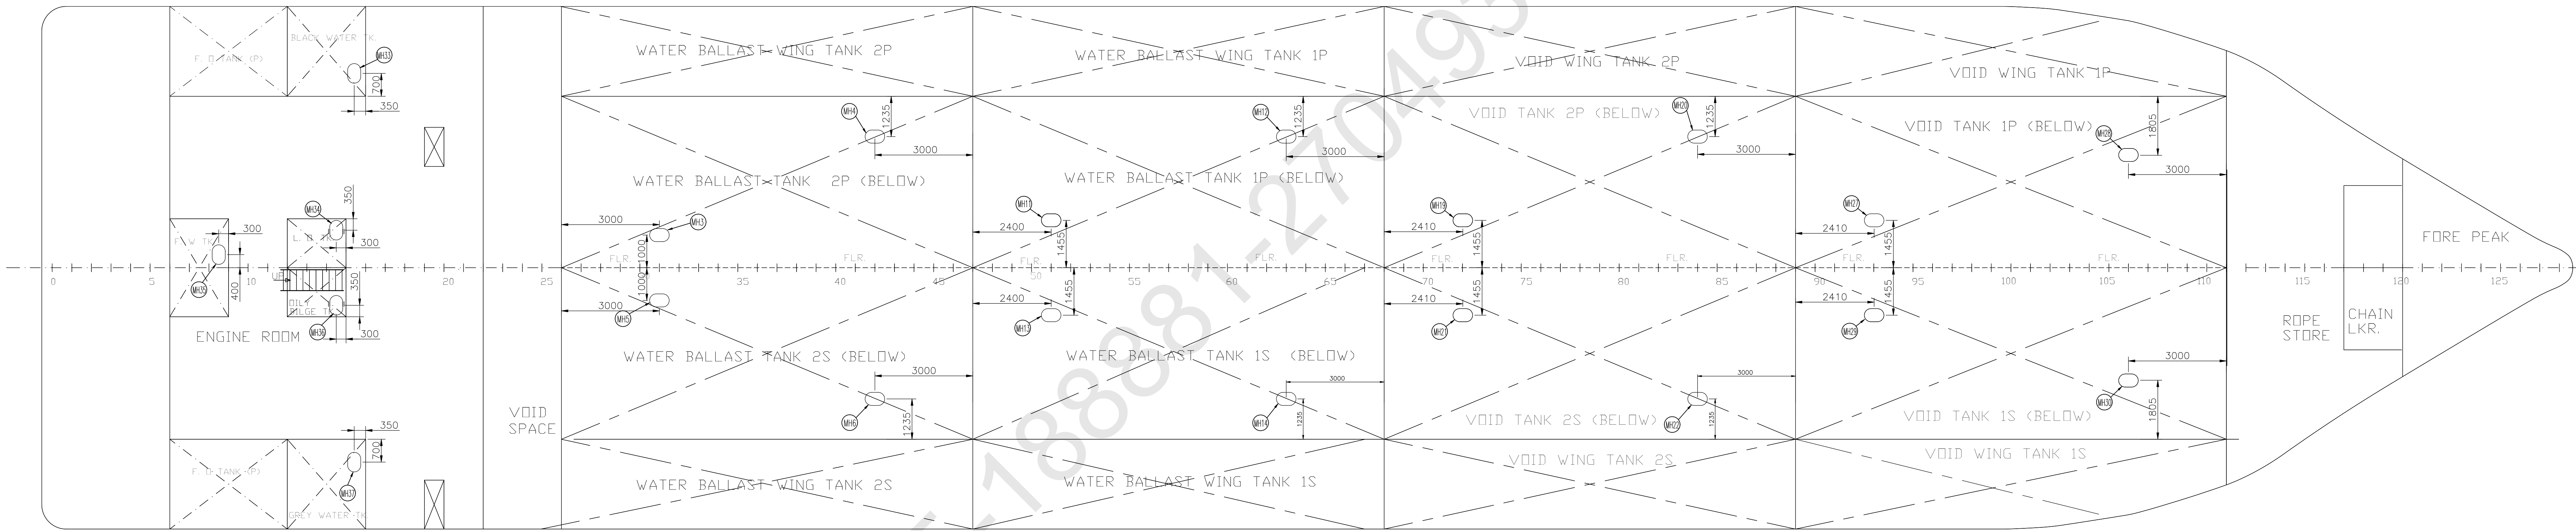 BLACK WATER TK.
F. O TANK (P)
MH33
700
350
WATER BALLAST WING TANK 2P
WATER BALLAST WING TANK 1P
VOID WING TANK 2P
VOID WING TANK 1P
MH4
1235
3000
MH12
1235
3000
VOID TANK 2P (BELOW)
MH20
1235
3000
VOID TANK 1P (BELOW)
MH28
1805
3000
WATER BALLAST TANK 2P (BELOW)
WATER BALLAST TANK 1P (BELOW)
350
MH34
300
F. W TK.
L. O TK.
300
MH35
400
UP
350
OILY
BILGE TK.
MH36
300
ENGINE ROOM
3000
MH3
1000
1000
3000
MH5
MH11
2400
1455
2400
1455
MH13
MH19
2410
1455
2410
1455
MH21
MH27
2410
1455
2410
1455
MH29
FLR.
FLR.
FLR.
FLR.
FLR.
FLR.
FLR.
FLR.
0
5
10
20
25
35
40
45
50
55
60
65
70
75
80
85
90
95
100
105
110
115
120
125
FORE PEAK
ROPE
STORE
CHAIN
LKR.
WATER BALLAST TANK 2S (BELOW)
WATER BALLAST TANK 1S (BELOW)
3000
MH6
1235
3000
MH14
1235
3000
MH22
1235
3000
MH30
1805
VOID
SPACE
VOID TANK 2S (BELOW)
VOID TANK 1S (BELOW)
350
700
F. O TANK (P)
MH37
GREY WATER TK
WATER BALLAST WING TANK 2S
WATER BALLAST WING TANK 1S
VOID WING TANK 2S
VOID WING TANK 1S